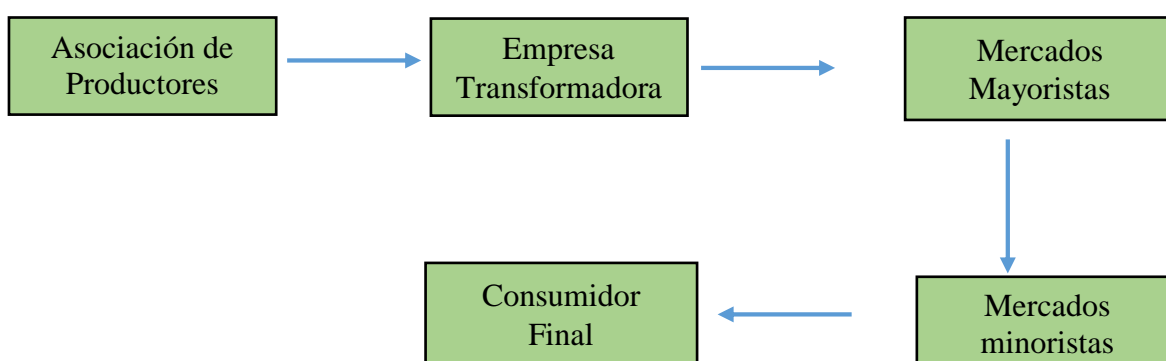 Asociación de
Productores
Empresa
Transformadora
Mercados
Mayoristas
Consumidor
Final
Mercados
minoristas